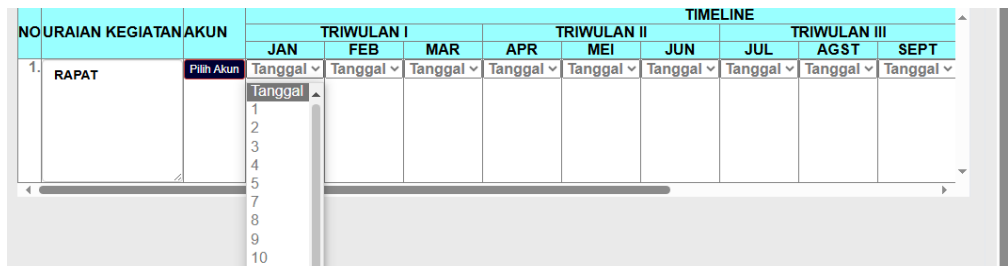 TIMELINE
NO URAIAN KEGIATAN AKUN TRIWULAN I TRIWULAN II TRIWULAN III
JAN FEB MAR APR MEI JUN JUL AGST SEPT
1. RAPAT Pilih Akun Tanggal Tanggal Tanggal Tanggal Tanggal Tanggal Tanggal Tanggal Tanggal
Tanggal
1
2
3
4
5
7
8
9
10